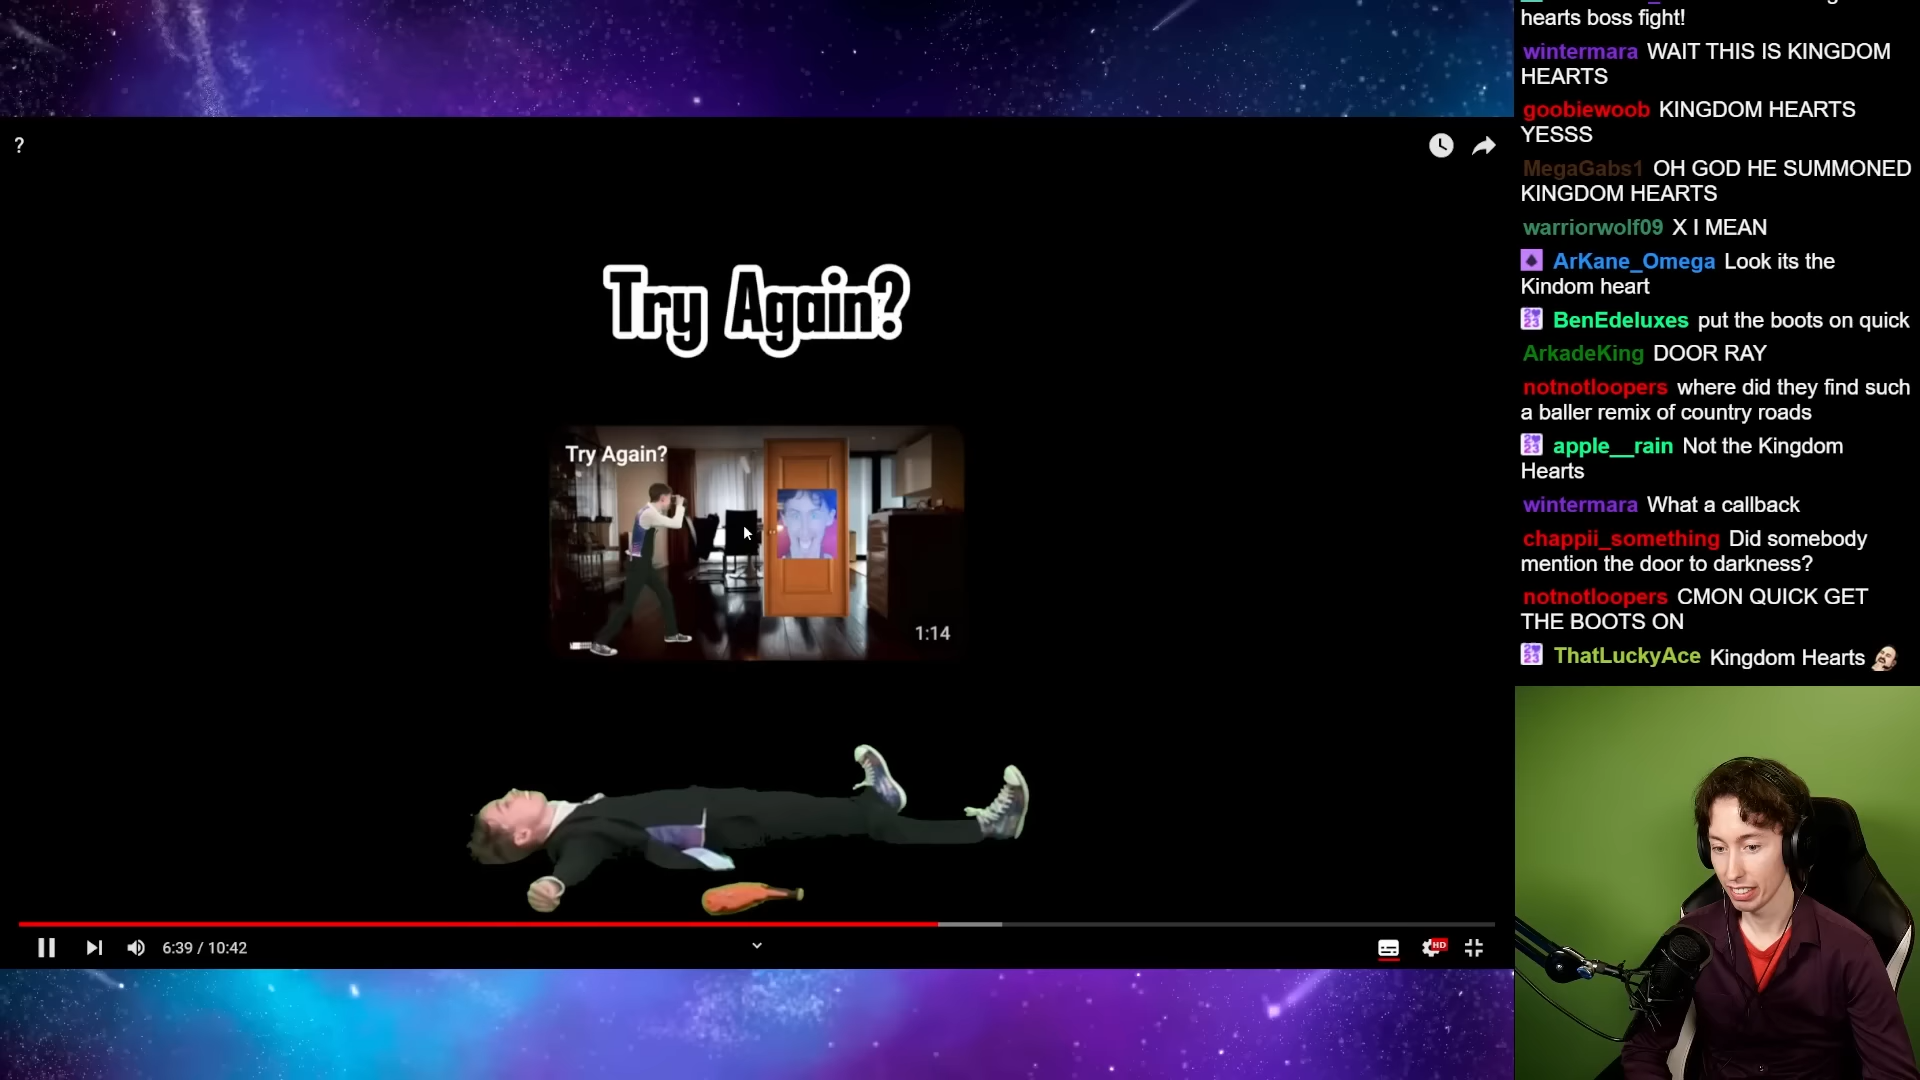 hearts boss fight!
wintermara WAIT THIS IS KINGDOM
HEARTS
goobiewoob KINGDOM HEARTS
YESSS
MegaGabs1 OH GOD HE SUMMONED
KINGDOM HEARTS
warriorwolf09 X I MEAN
ArKane_Omega Look its the
Kindom heart
BenEdeluxes put the boots on quick
ArkadeKing DOOR RAY
notnotloopers where did they find such
a baller remix of country roads
apple__rain Not the Kingdom
Hearts
wintermara What a callback
chappii_something Did somebody
mention the door to darkness?
notnotloopers CMON QUICK GET
THE BOOTS ON
ThatLuckyAce Kingdom Hearts
?
Try Again?
Try Again?
1:14
6:39 / 10:42
HD